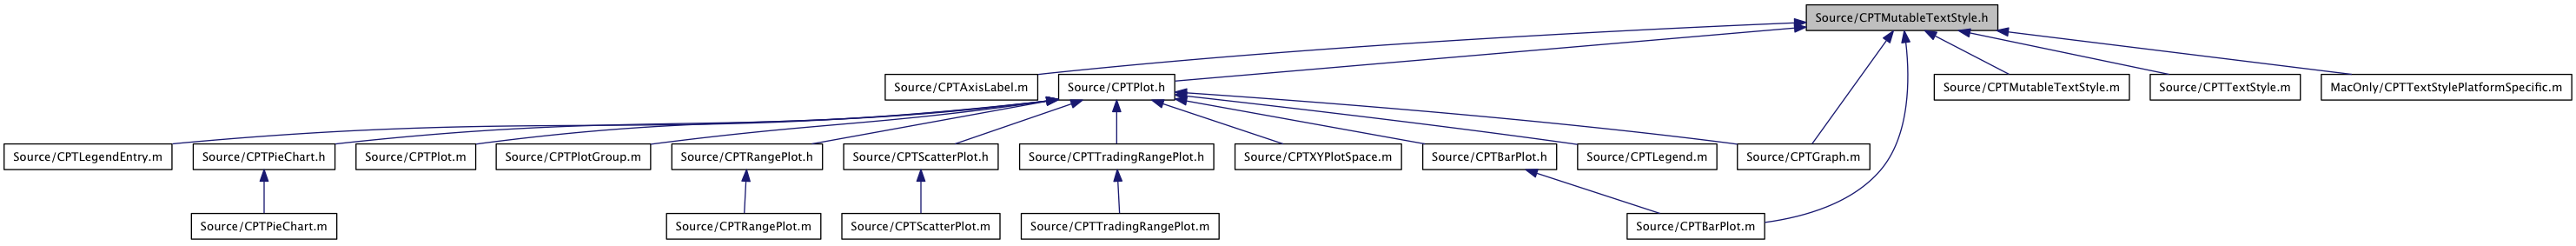 Source/CPTMutableTextStyle.h
Source/CPTAxisLabel.m
Source/CPTPlot.h
Source/CPTMutableTextStyle.m
Source/CPTTextStyle.m
MacOnly/CPTTextStylePlatformSpecific.m
Source/CPTLegendEntry.m
Source/CPTPieChart.h
Source/CPTPlot.m
Source/CPTPlotGroup.m
Source/CPTRangePlot.h
Source/CPTScatterPlot.h
Source/CPTTradingRangePlot.h
Source/CPTXYPlotSpace.m
Source/CPTBarPlot.h
Source/CPTLegend.m
Source/CPTGraph.m
Source/CPTPieChart.m
Source/CPTRangePlot.m
Source/CPTScatterPlot.m
Source/CPTTradingRangePlot.m
Source/CPTBarPlot.m